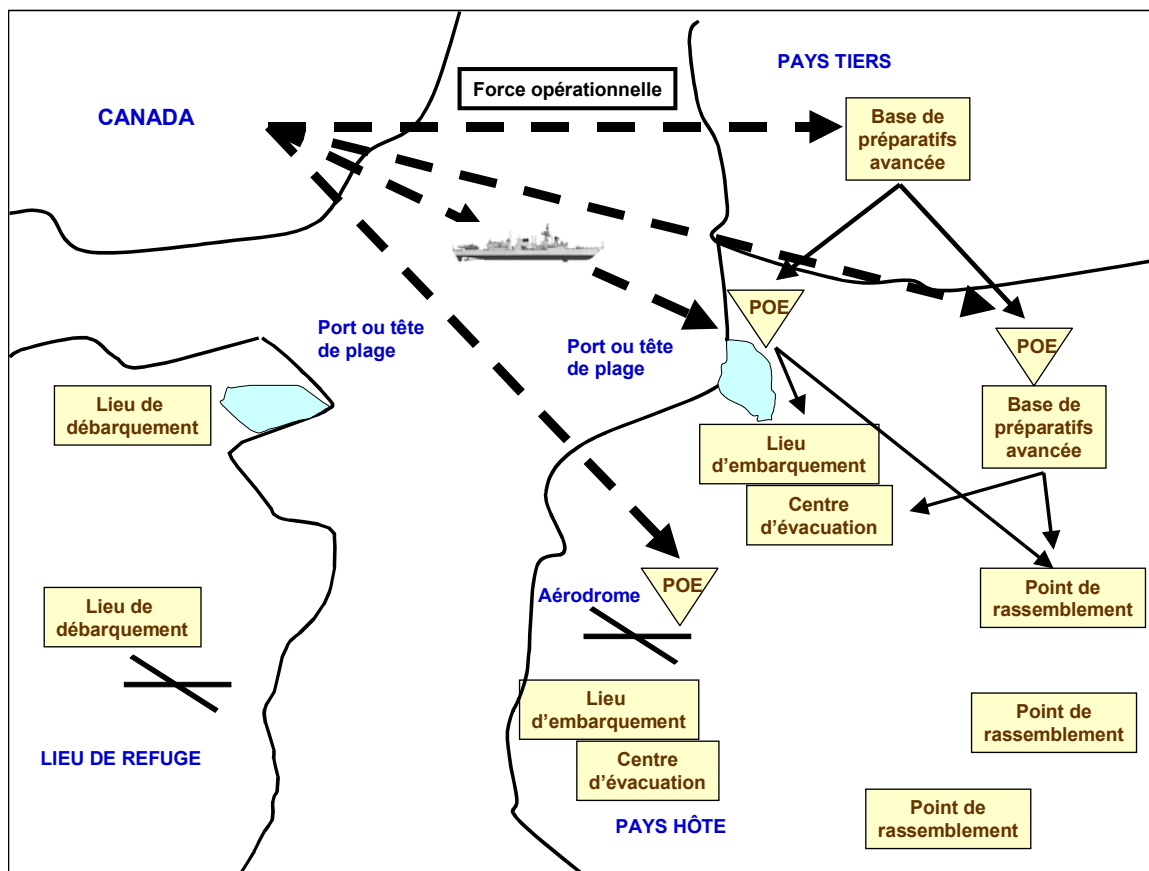 PAYS TIERS
Force opérationnelle
CANADA
Base de
préparatifs
avancée
POE
Port ou tête
de plage
Port ou tête
de plage
POE
Lieu de
débarquement
Base de
préparatifs
avancée
Lieu
d’embarquement
Centre
d’évacuation
POE
Aérodrome
Point de
rassemblement
Lieu de
débarquement
Lieu
d’embarquement
Point de
rassemblement
LIEU DE REFUGE
Centre
d’évacuation
PAYS HÔTE
Point de
rassemblement